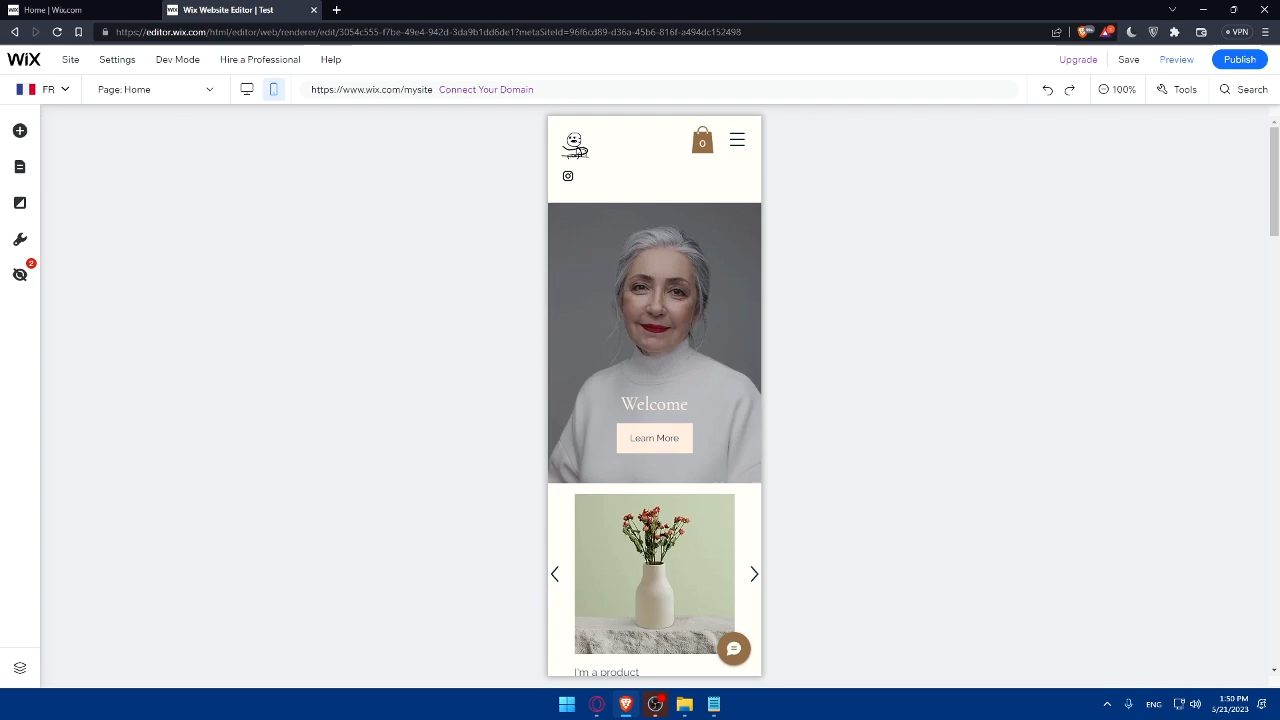 Home | Wix.com
Wix Website Editor | Test
https://editor.wix.com/html/editor/web/renderer/edit/3054c555-f7be-49e4-942d-3da9b1dd6de1?metaSiteId=96f6cd89-d36a-45b6-816f-a494dc152498
VPN
WiX Site Settings Dev Mode Hire a Professional Help Upgrade Save Preview Publish
FR Page: Home https://www.wix.com/mysite Connect Your Domain 100% Tools Search
0
2
Welcome
Learn More
I'm a product
ENG
1:50 PM
5/23/2023